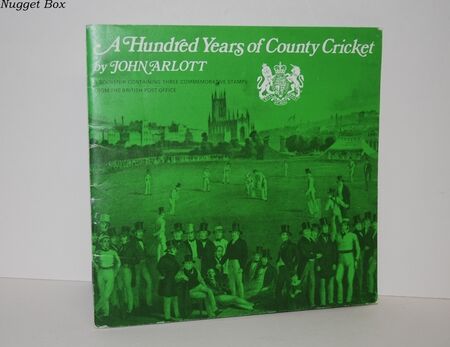 Nugget Box
A Hundred Years of County Cricket
by JOHN ARLOTT
A SOUVENIR CONTAINING THREE COMMEMORATIVE STAMPS
FROM THE BRITISH POST OFFICE